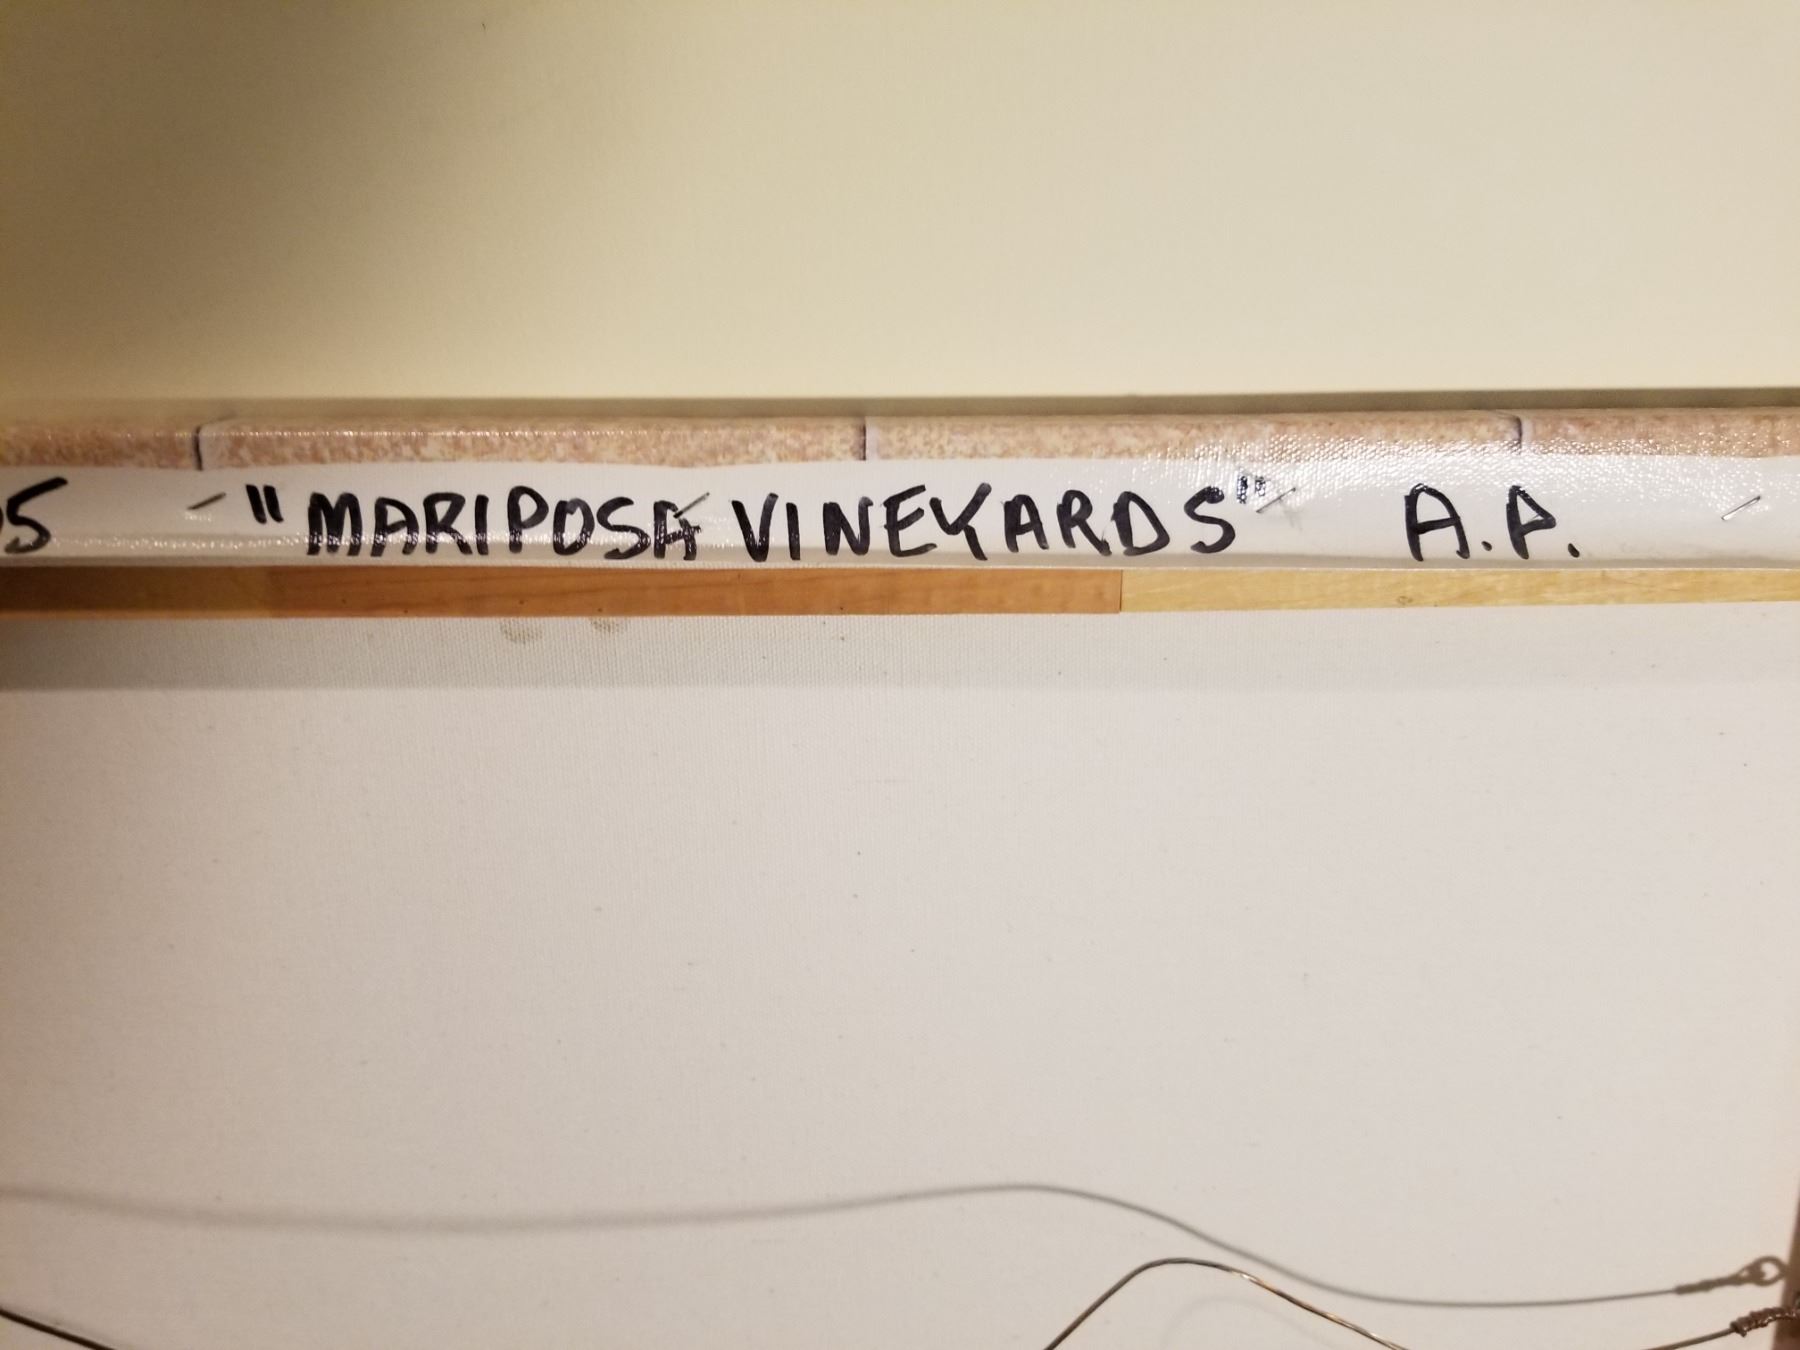 S "MARIPOSA VINEYARDS" A.P.